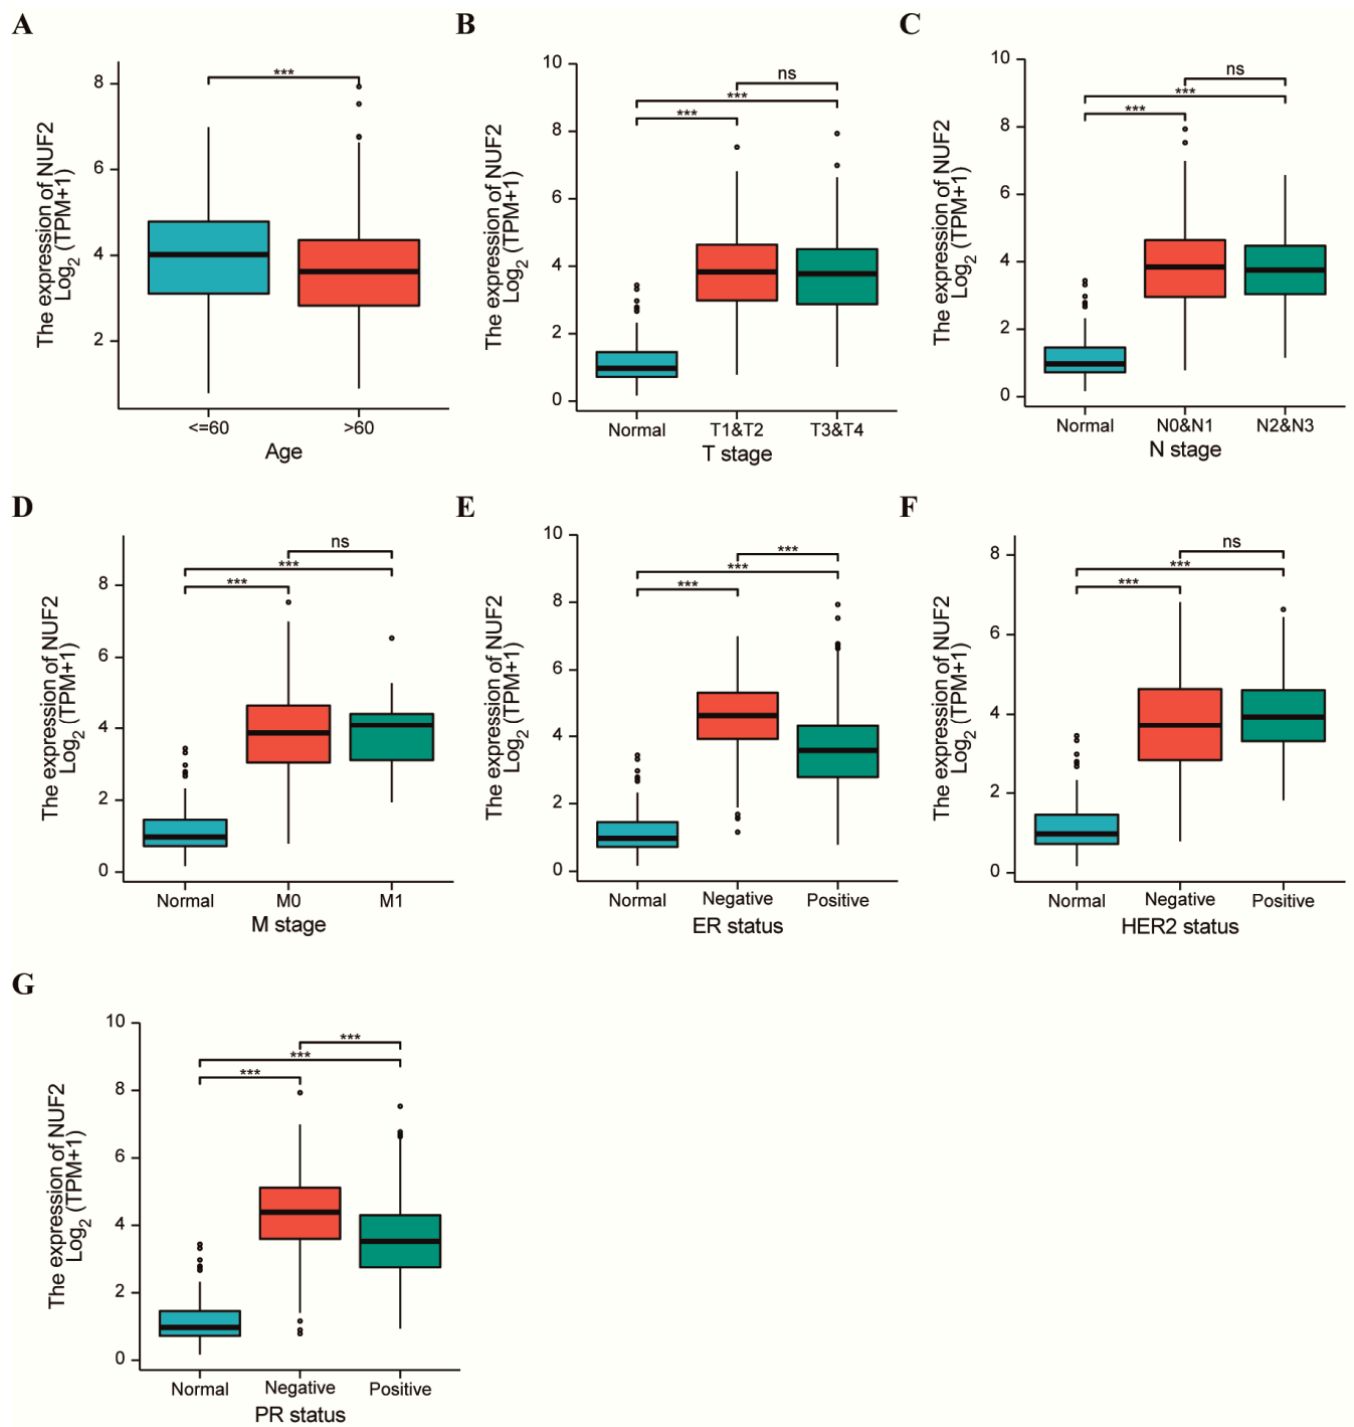 A
The expression of NUF2
Log2 (TPM+1)
8
6
4
2
***
<=60
>60
Age
B
The expression of NUF2
Log2 (TPM+1)
10
8
6
4
2
0
ns
***
***
Normal
T1&T2
T3&T4
T stage
C
The expression of NUF2
Log2 (TPM+1)
10
8
6
4
2
0
ns
***
***
Normal
N0&N1
N2&N3
N stage
D
The expression of NUF2
Log2 (TPM+1)
8
6
4
2
0
ns
***
***
Normal
M0
M1
M stage
E
The expression of NUF2
Log2 (TPM+1)
10
8
6
4
2
0
***
***
***
Normal
Negative
Positive
ER status
F
The expression of NUF2
Log2 (TPM+1)
8
6
4
2
0
ns
***
***
Normal
Negative
Positive
HER2 status
G
The expression of NUF2
Log2 (TPM+1)
10
8
6
4
2
0
***
***
***
Normal
Negative
Positive
PR status